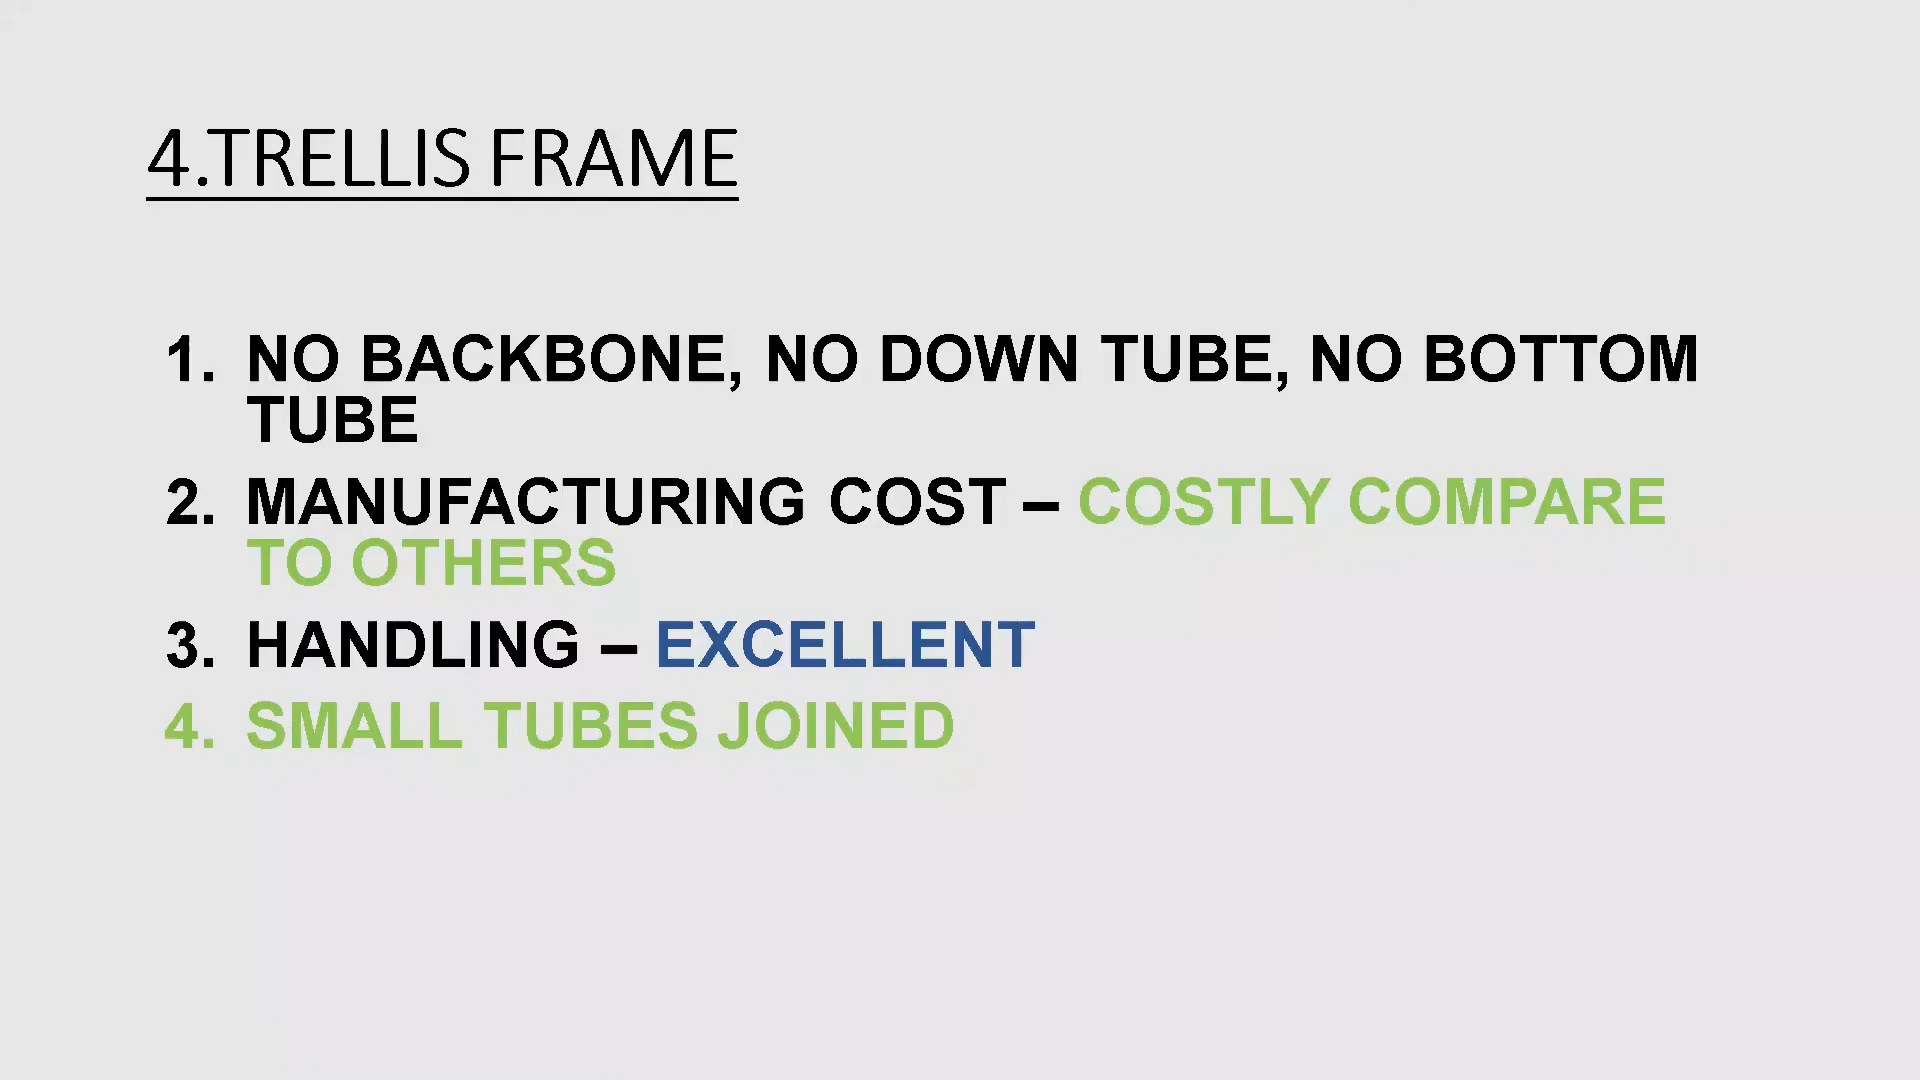 4.TRELLIS FRAME
1. NO BACKBONE, NO DOWN TUBE, NO BOTTOM
TUBE
2. MANUFACTURING COST – COSTLY COMPARE
TO OTHERS
3. HANDLING – EXCELLENT
4. SMALL TUBES JOINED